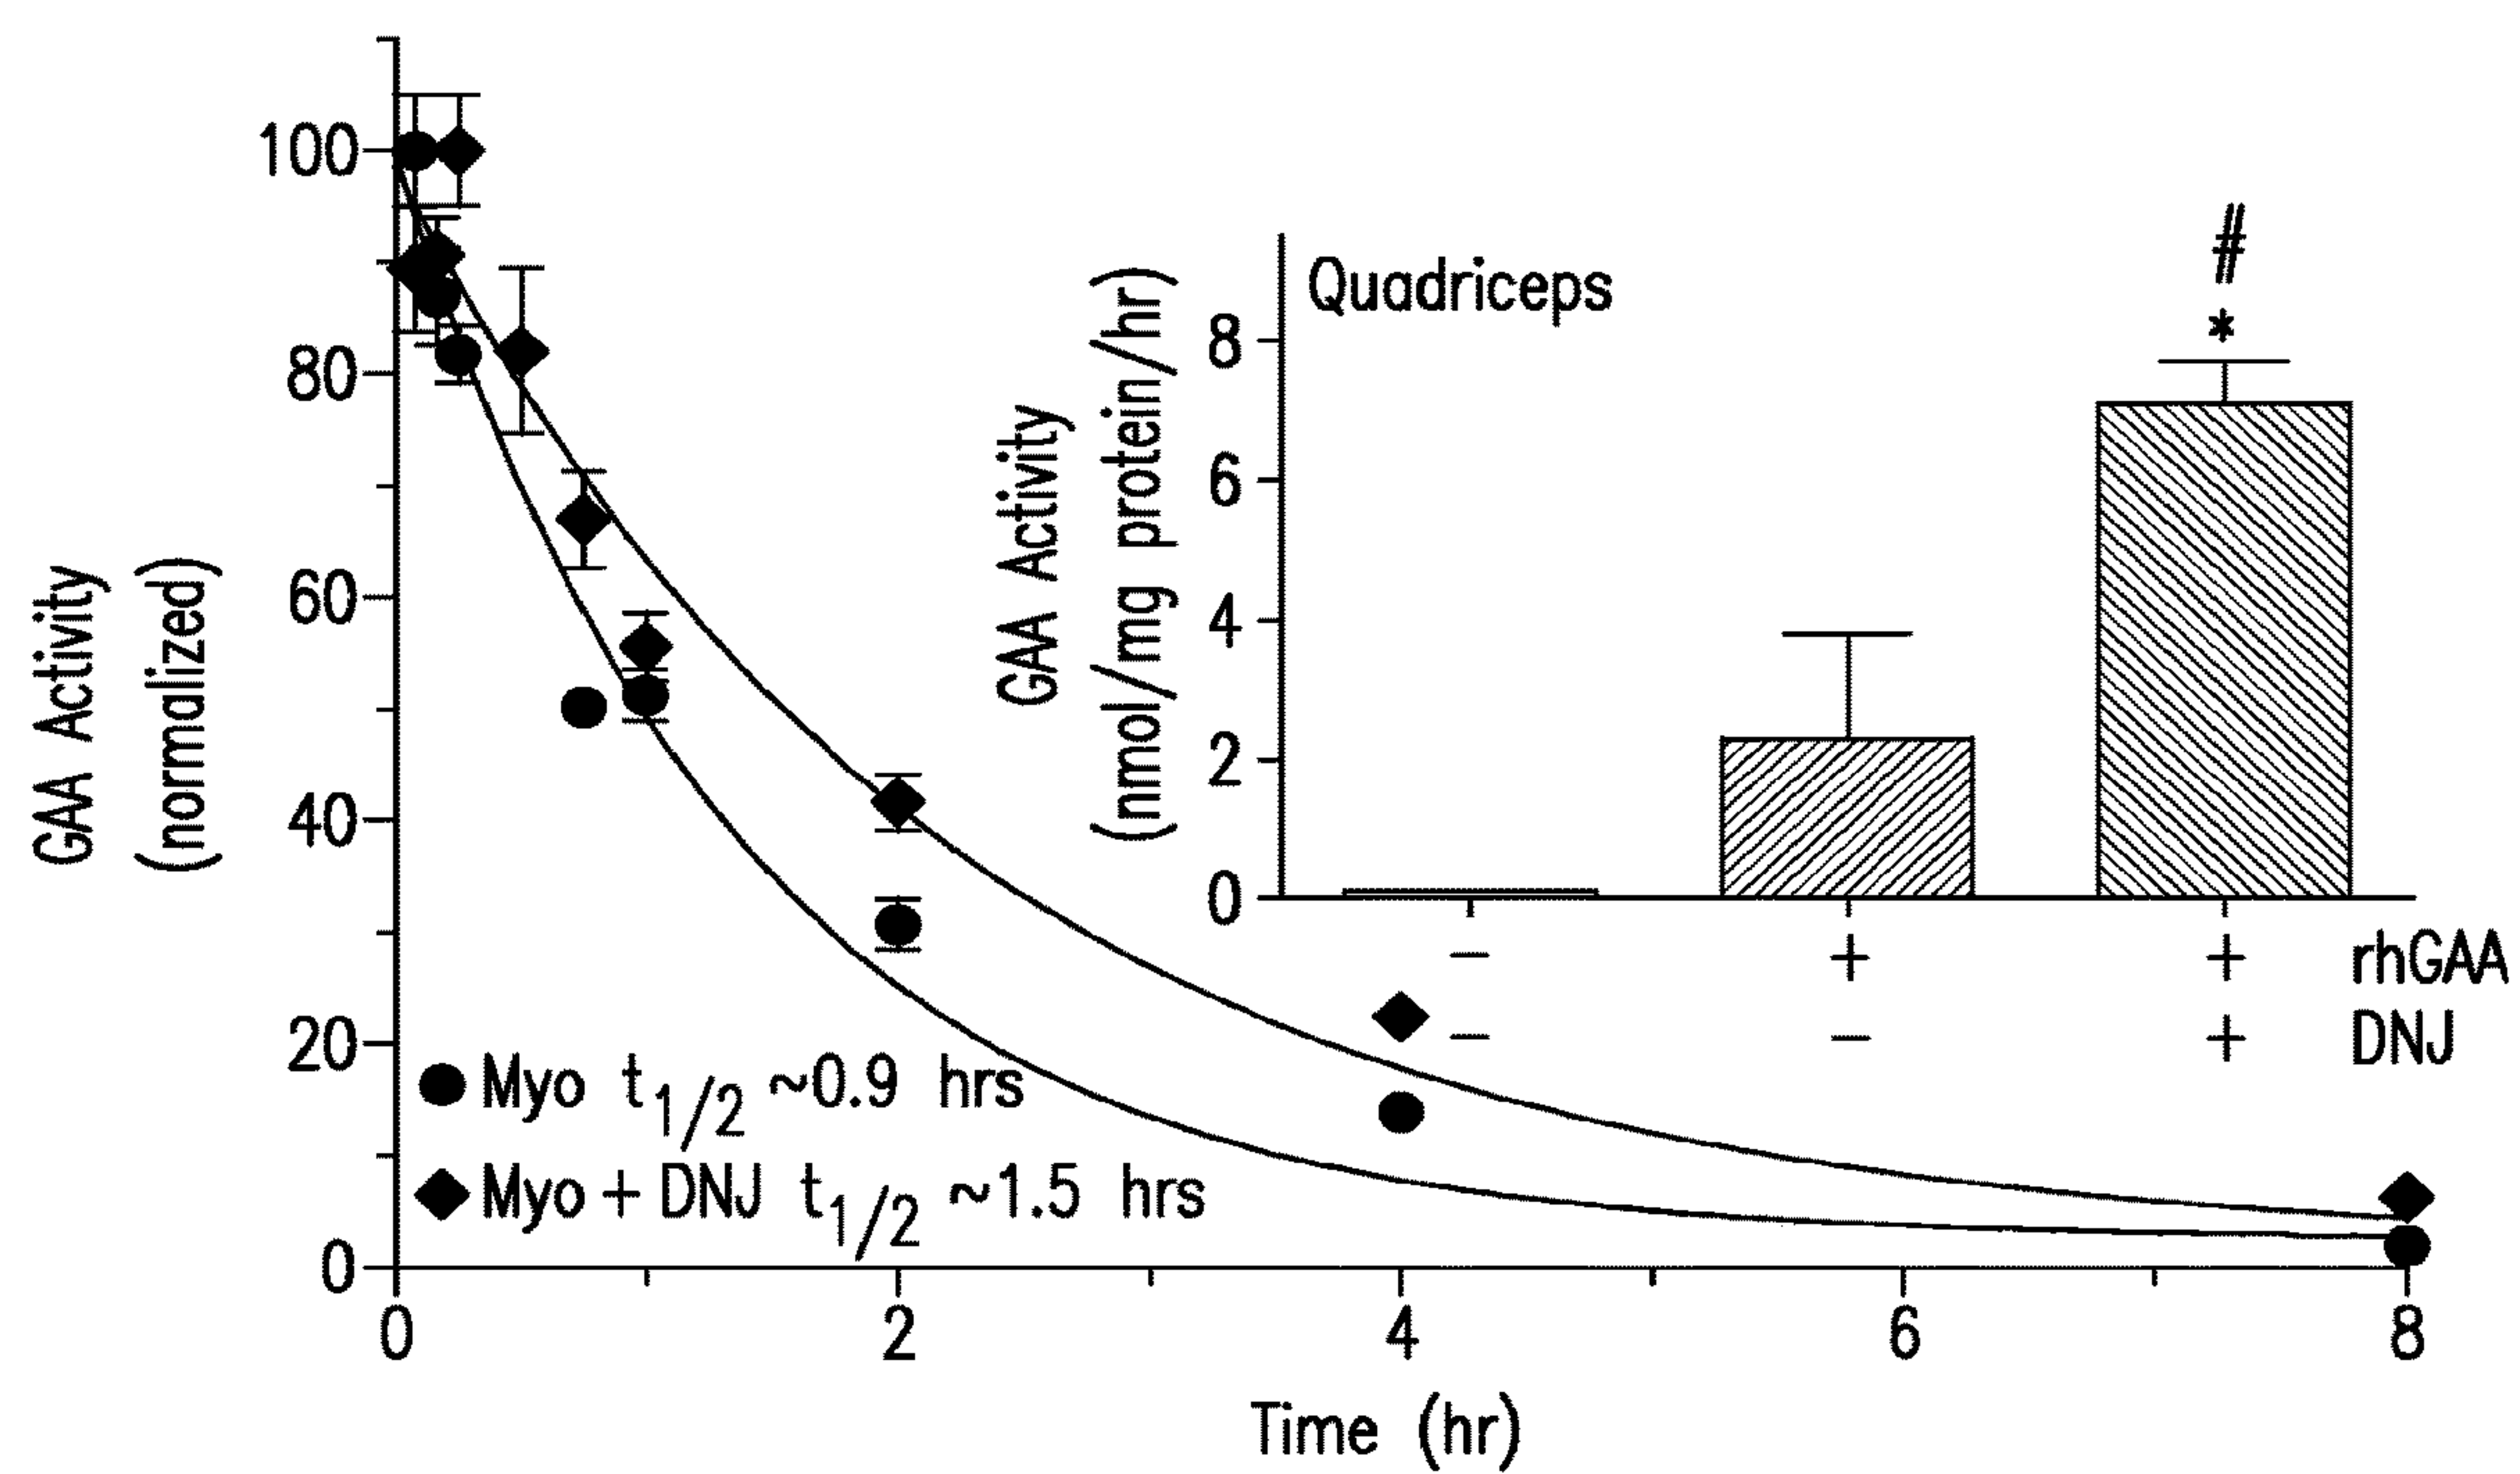 GAA Activity
(normalized)
100
80
60
40
20
0
0 2 4 6 8
Time (hr)
Myo t1/2 ~0.9 hrs
Myo + DNJ t1/2 ~1.5 hrs
Quadriceps
GAA Activity
(nmol/mg protein/hr)
8
6
4
2
0
#
*
− + + rhGAA
− − + DNJ